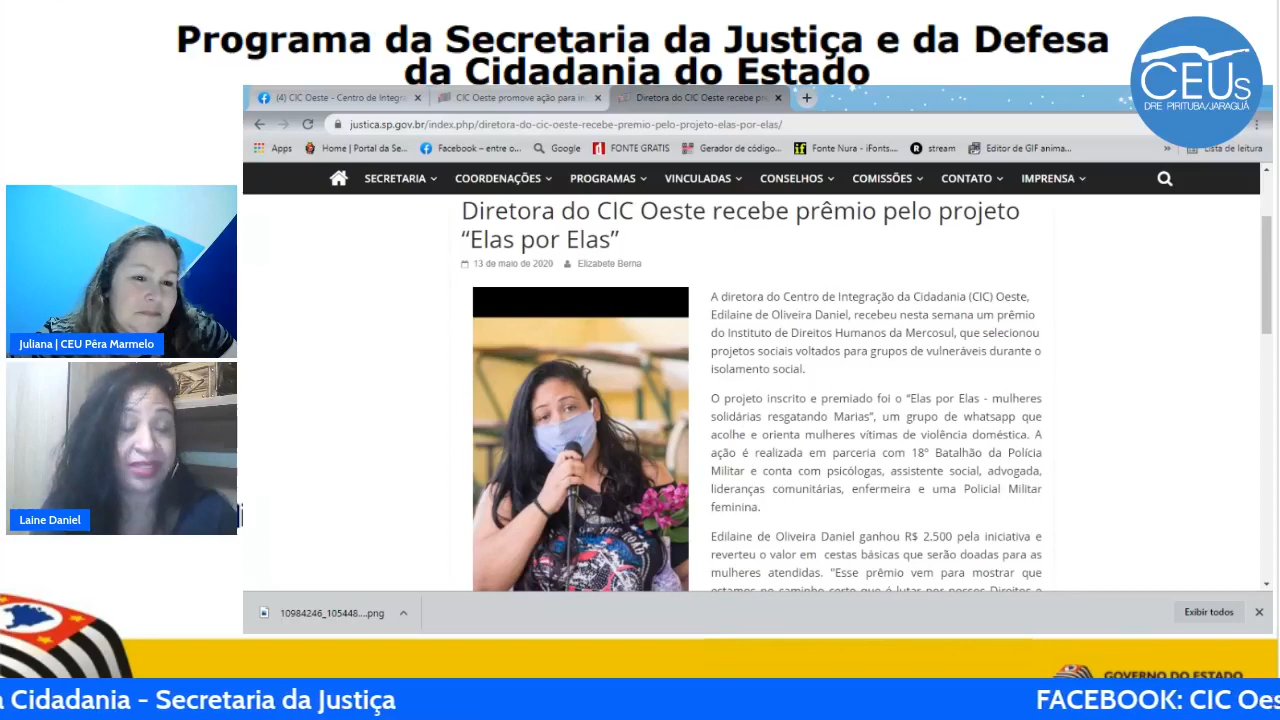 Programa da Secretaria da Justiça e da Defesa
da Cidadania do Estado
CEUs
DRE PIRITUBA/JARAGUÁ
(4) CIC Oeste - Centro de Integra
CIC Oeste promove ação para in
Diretora do CIC Oeste recebe pr
justica.sp.gov.br/index.php/diretora-do-cic-oeste-recebe-premio-pelo-projeto-elas-por-elas/
Apps
Home | Portal da Se...
Facebook – entre o...
Google
FONTE GRATIS
Gerador de código...
Fonte Nura - iFonts....
stream
Editor de GIF anima...
»
Lista de leitura
SECRETARIA
COORDENAÇÕES
PROGRAMAS
VINCULADAS
CONSELHOS
COMISSÕES
CONTATO
IMPRENSA
Diretora do CIC Oeste recebe prêmio pelo projeto
“Elas por Elas”
13 de maio de 2020 Elizabete Berna
A diretora do Centro de Integração da Cidadania (CIC) Oeste,
Edilaine de Oliveira Daniel, recebeu nesta semana um prêmio
do Instituto de Direitos Humanos da Mercosul, que selecionou
projetos sociais voltados para grupos de vulneráveis durante o
isolamento social.
O projeto inscrito e premiado foi o “Elas por Elas - mulheres
solidárias resgatando Marias”, um grupo de whatsapp que
acolhe e orienta mulheres vítimas de violência doméstica. A
ação é realizada em parceria com 18º Batalhão da Polícia
Militar e conta com psicólogas, assistente social, advogada,
lideranças comunitárias, enfermeira e uma Policial Militar
feminina.
Edilaine de Oliveira Daniel ganhou R$ 2.500 pela iniciativa e
reverteu o valor em cestas básicas que serão doadas para as
mulheres atendidas. "Esse prêmio vem para mostrar que
estamos no caminho certo que é lutar por nossos Direitos e
Juliana | CEU Pêra Marmelo
Laine Daniel
10984246_105448....png
Exibir todos
GOVERNO DO ESTADO
a Cidadania - Secretaria da Justiça
FACEBOOK: CIC Oes